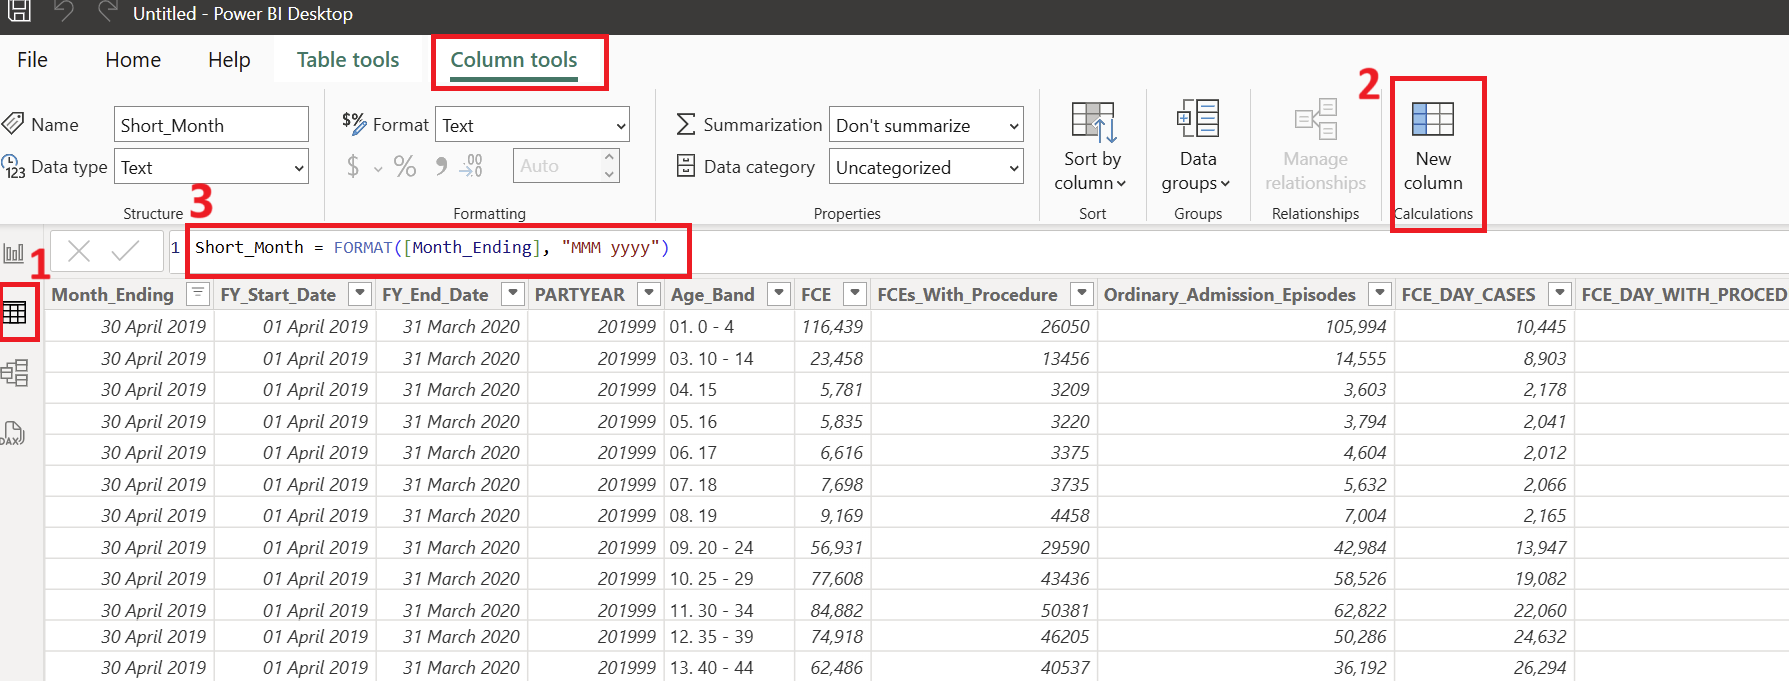 Untitled - Power BI Desktop
File Home Help Table tools Column tools
2
Name Short_Month $% Format Text Σ Summarization Don't summarize
123 Data type Text $ % 9 .00 Auto Data category Uncategorized
Sort by column
Data groups
Manage relationships
New column
3
Structure Formatting Properties Sort Groups Relationships Calculations
1 Short_Month = FORMAT([Month_Ending], "MMM yyyy")
1
DAX
Month_Ending FY_Start_Date FY_End_Date PARTYEAR Age_Band FCE FCEs_With_Procedure Ordinary_Admission_Episodes FCE_DAY_CASES FCE_DAY_WITH_PROCED
30 April 2019 01 April 2019 31 March 2020 201999 01. 0 - 4 116,439 26050 105,994 10,445
30 April 2019 01 April 2019 31 March 2020 201999 03. 10 - 14 23,458 13456 14,555 8,903
30 April 2019 01 April 2019 31 March 2020 201999 04. 15 5,781 3209 3,603 2,178
30 April 2019 01 April 2019 31 March 2020 201999 05. 16 5,835 3220 3,794 2,041
30 April 2019 01 April 2019 31 March 2020 201999 06. 17 6,616 3375 4,604 2,012
30 April 2019 01 April 2019 31 March 2020 201999 07. 18 7,698 3735 5,632 2,066
30 April 2019 01 April 2019 31 March 2020 201999 08. 19 9,169 4458 7,004 2,165
30 April 2019 01 April 2019 31 March 2020 201999 09. 20 - 24 56,931 29590 42,984 13,947
30 April 2019 01 April 2019 31 March 2020 201999 10. 25 - 29 77,608 43436 58,526 19,082
30 April 2019 01 April 2019 31 March 2020 201999 11. 30 - 34 84,882 50381 62,822 22,060
30 April 2019 01 April 2019 31 March 2020 201999 12. 35 - 39 74,918 46205 50,286 24,632
30 April 2019 01 April 2019 31 March 2020 201999 13. 40 - 44 62,486 40537 36,192 26,294